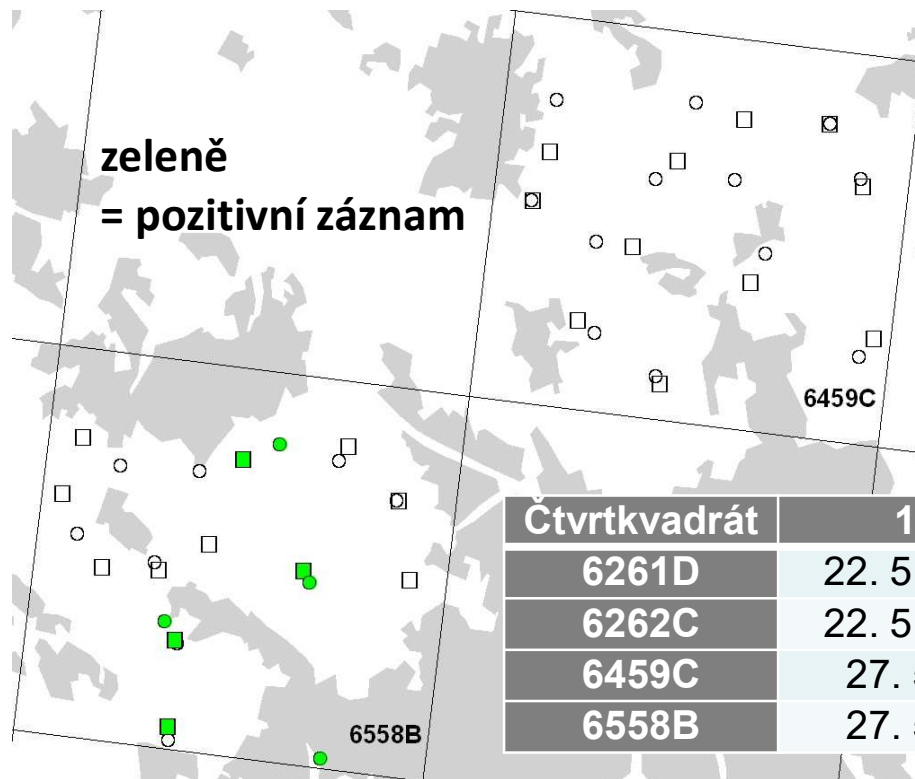 zeleně
= pozitivní záznam
6459C
6558B
Čtvrtkvadrát 1
6261D 22. 5
6262C 22. 5
6459C 27.
6558B 27.